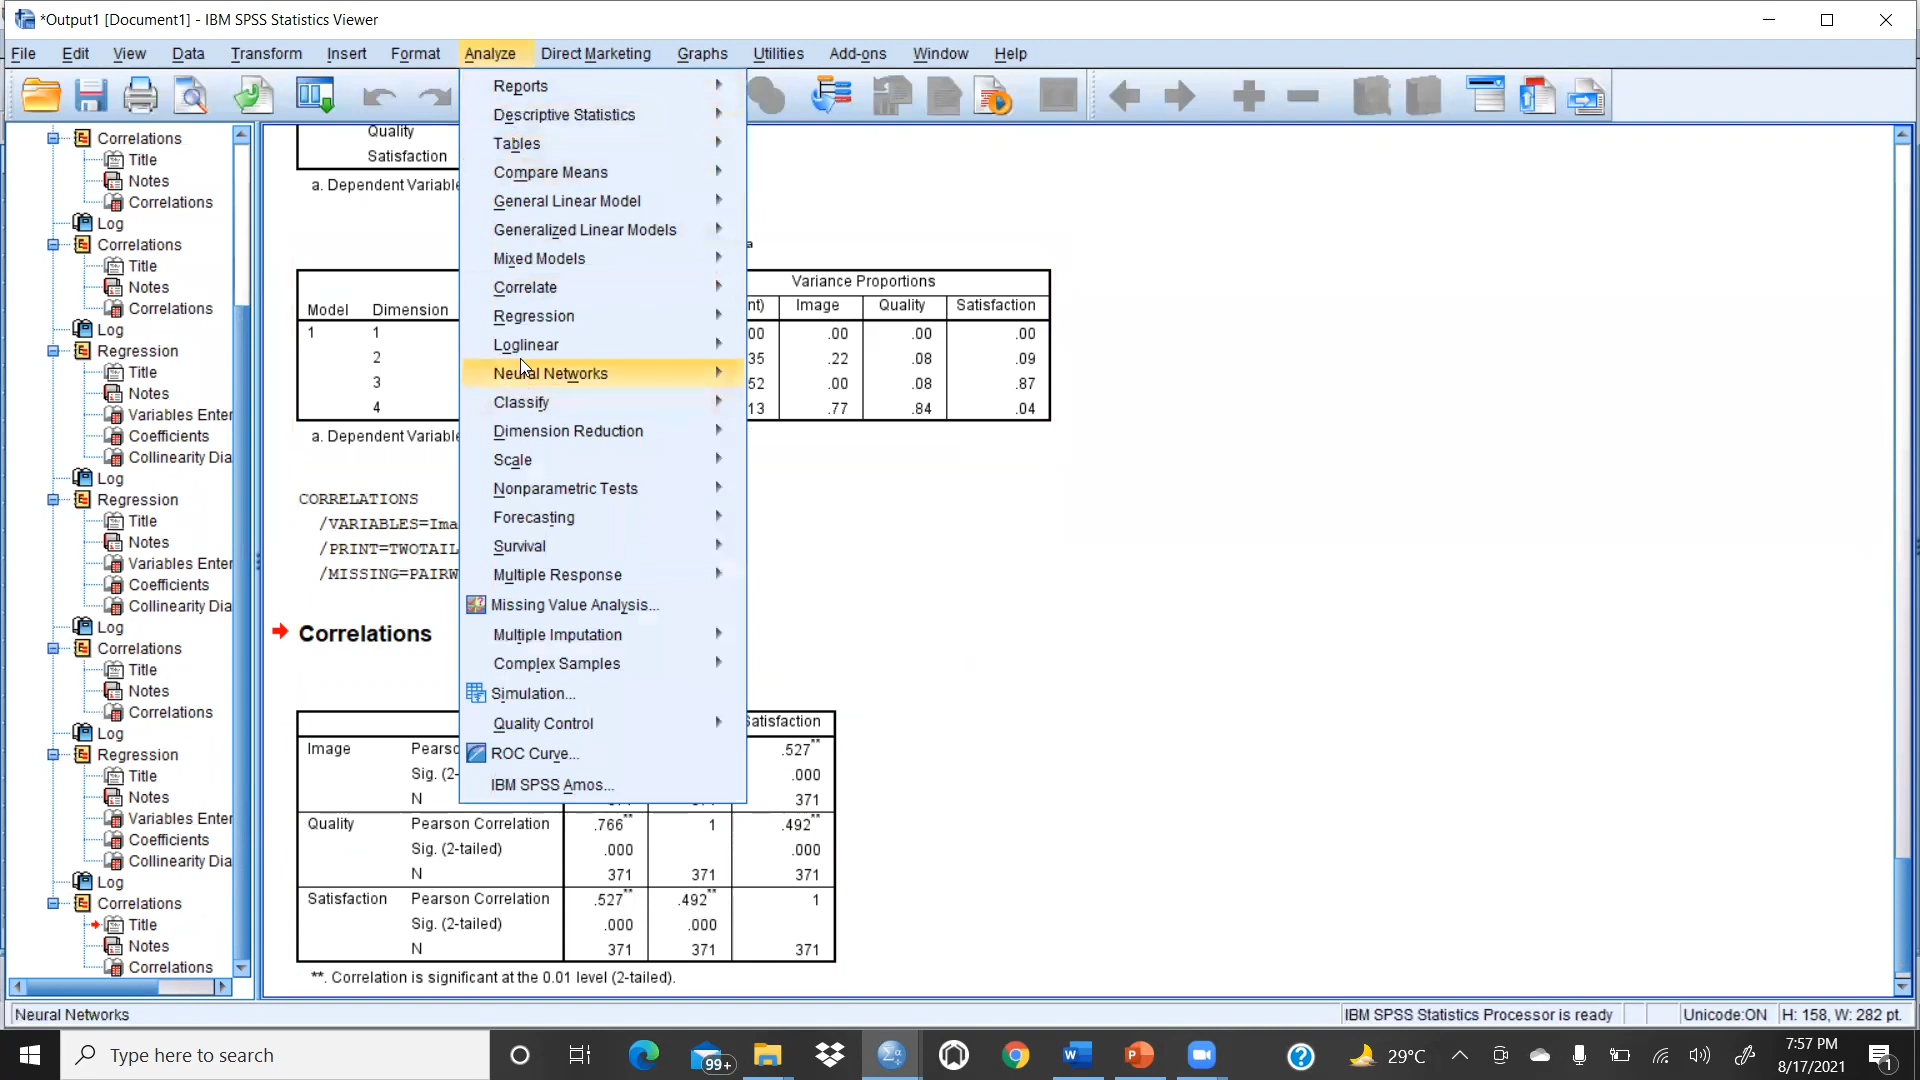 *Output1 [Document1] - IBM SPSS Statistics Viewer
File Edit View Data Transform Insert Format Analyze Direct Marketing Graphs Utilities Add-ons Window Help
Correlations
Title
Notes
Correlations
Log
Correlations
Title
Notes
Correlations
Log
Regression
Title
Notes
Variables Enter
Coefficients
Collinearity Dia
Log
Regression
Title
Notes
Variables Enter
Coefficients
Collinearity Dia
Log
Correlations
Title
Notes
Correlations
Log
Regression
Title
Notes
Variables Enter
Coefficients
Collinearity Dia
Log
Correlations
Title
Notes
Correlations
Reports
Descriptive Statistics
Tables
Compare Means
General Linear Model
Generalized Linear Models
Mixed Models
Correlate
Regression
Loglinear
Neural Networks
Classify
Dimension Reduction
Scale
Nonparametric Tests
Forecasting
Survival
Multiple Response
Missing Value Analysis...
Multiple Imputation
Complex Samples
Simulation...
Quality Control
ROC Curve...
IBM SPSS Amos...
Quality
Satisfaction
a. Dependent Variable
a
Variance Proportions
Model Dimension nt) Image Quality Satisfaction
1 1 00 .00 .00 .00
2 35 .22 .08 .09
3 52 .00 .08 .87
4 13 .77 .84 .04
a. Dependent Variable
CORRELATIONS
/VARIABLES=Ima
/PRINT=TWOTAIL
/MISSING=PAIRW
Correlations
Satisfaction
Image Pearso .527**
Sig. (2- .000
N 371
Quality Pearson Correlation .766** 1 .492**
Sig. (2-tailed) .000 .000
N 371 371 371
Satisfaction Pearson Correlation .527** .492** 1
Sig. (2-tailed) .000 .000
N 371 371 371
**. Correlation is significant at the 0.01 level (2-tailed).
Neural Networks IBM SPSS Statistics Processor is ready Unicode:ON H: 158, W: 282 pt.
Type here to search 99+ 29°C 7:57 PM
8/17/2021 1